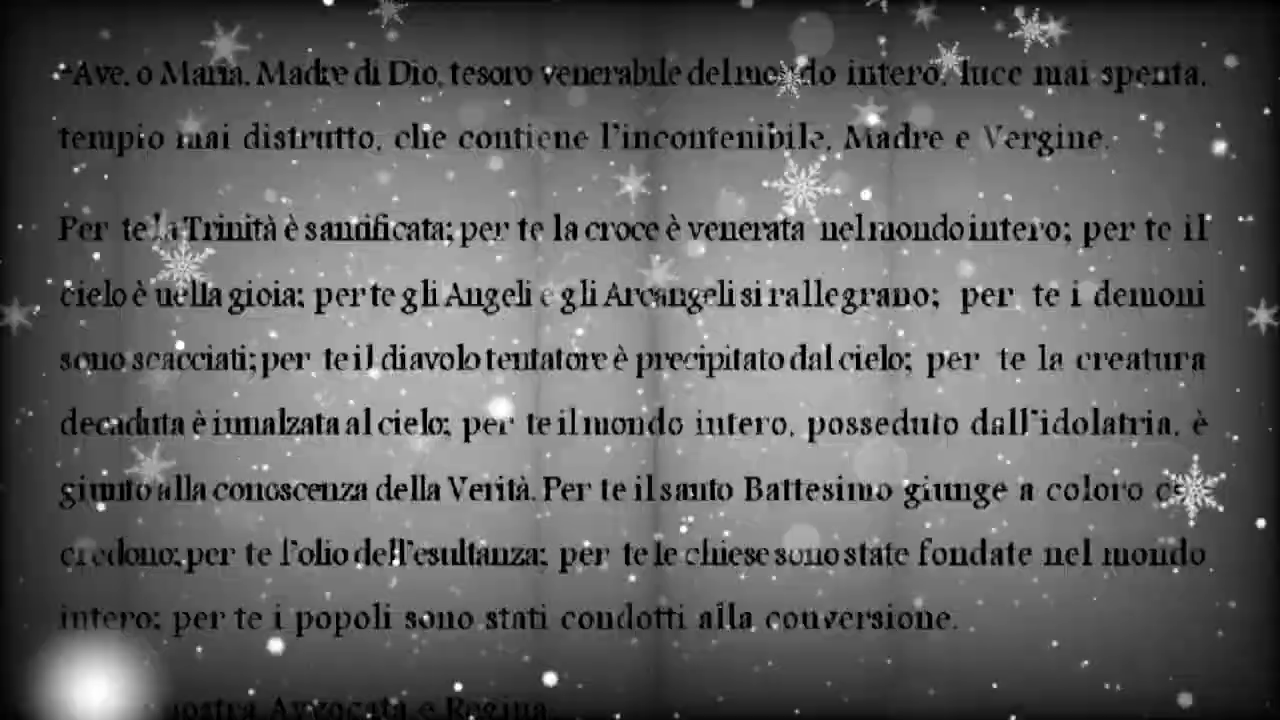 “Ave, o Maria, Madre di Dio, tesoro venerabile del mondo intero, luce mai spenta,
tempio mai distrutto, che contiene l’incontenibile, Madre e Vergine.
Per te la Trinità è santificata; per te la croce è venerata nel mondo intero; per te il
cielo è nella gioia; per te gli Angeli e gli Arcangeli si rallegrano; per te i demoni
sono scacciati; per te il diavolo tentatore è precipitato dal cielo; per te la creatura
decaduta è innalzata al cielo; per te il mondo intero, posseduto dall’idolatria, è
giunto alla conoscenza della Verità. Per te il santo Battesimo giunge a coloro
credono; per te l’olio dell’esultanza; per te le chiese sono state fondate nel mondo
intero; per te i popoli sono stati condotti alla conversione.
nostra Avvocata e Regina